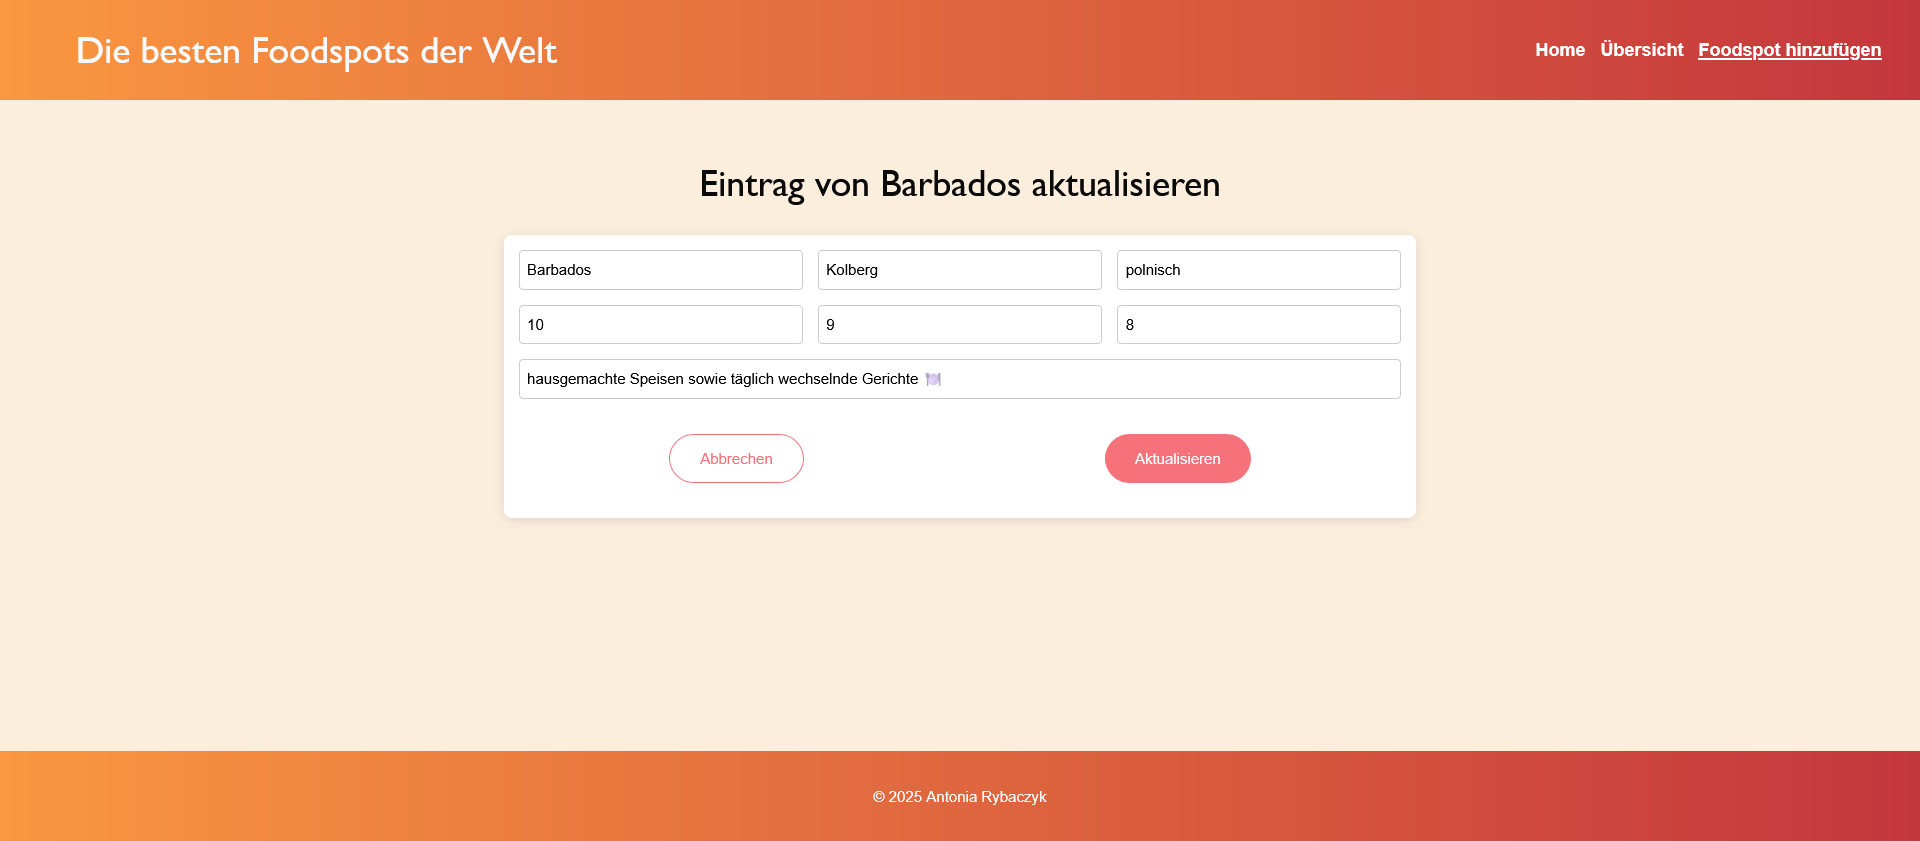 Die besten Foodspots der Welt
Home Übersicht Foodspot hinzufügen
Eintrag von Barbados aktualisieren
Barbados Kolberg polnisch
10 9 8
hausgemachte Speisen sowie täglich wechselnde Gerichte 🍽️
Abbrechen Aktualisieren
© 2025 Antonia Rybaczyk